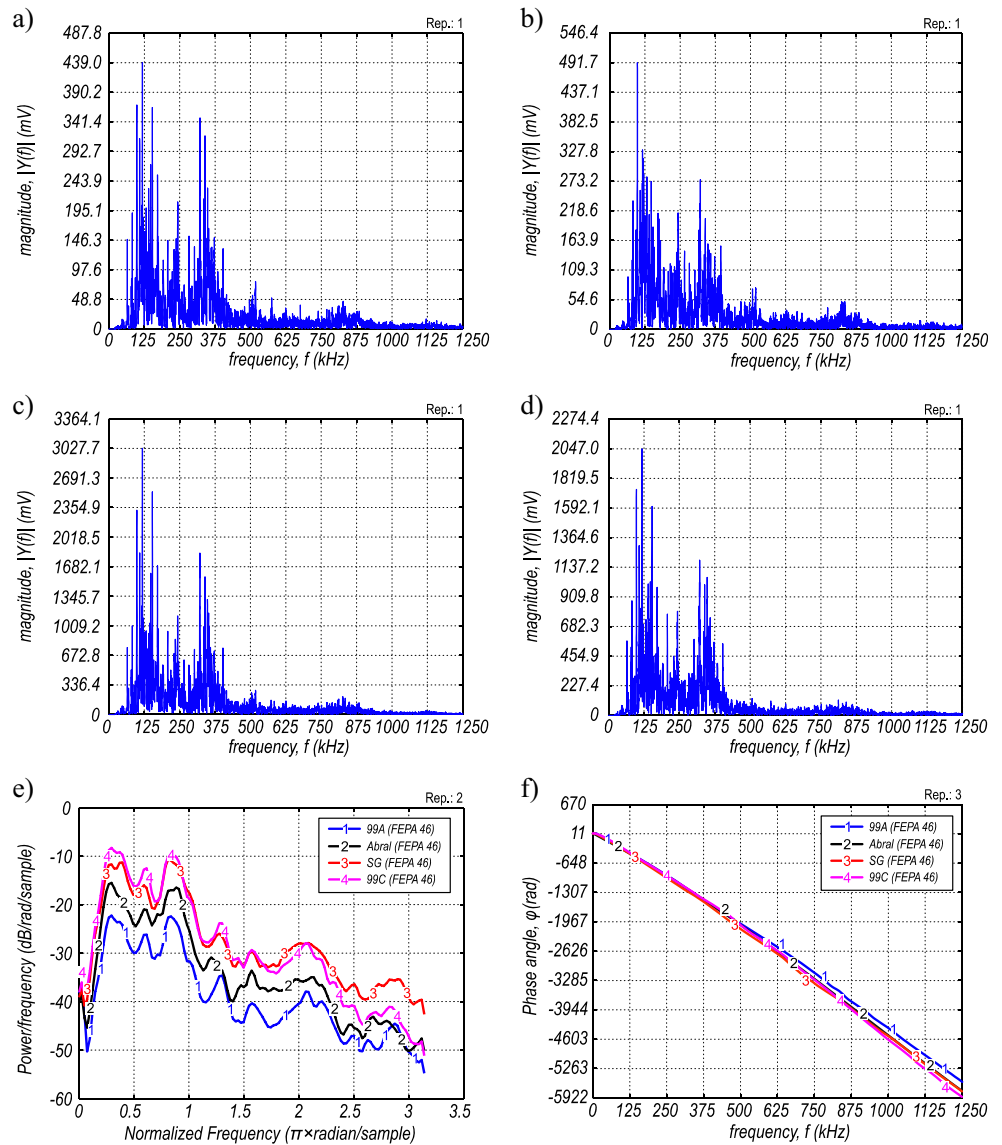 a)
Rep.: 1
487.8
439.0
390.2
341.4
292.7
243.9
195.1
146.3
97.6
48.8
0
magnitude, |Y(f)| (mV)
0 125 250 375 500 625 750 875 1000 1125 1250
frequency, f (kHz)
b)
Rep.: 1
546.4
491.7
437.1
382.5
327.8
273.2
218.6
163.9
109.3
54.6
0
magnitude, |Y(f)| (mV)
0 125 250 375 500 625 750 875 1000 1125 1250
frequency, f (kHz)
c)
Rep.: 1
3364.1
3027.7
2691.3
2354.9
2018.5
1682.1
1345.7
1009.2
672.8
336.4
0
magnitude, |Y(f)| (mV)
0 125 250 375 500 625 750 875 1000 1125 1250
frequency, f (kHz)
d)
Rep.: 1
2274.4
2047.0
1819.5
1592.1
1364.6
1137.2
909.8
682.3
454.9
227.4
0
magnitude, |Y(f)| (mV)
0 125 250 375 500 625 750 875 1000 1125 1250
frequency, f (kHz)
e)
Rep.: 2
-0
-10
-20
-30
-40
-50
-60
Power/frequency (dB/rad/sample)
1 99A (FEPA 46)
2 Abral (FEPA 46)
3 SG (FEPA 46)
4 99C (FEPA 46)
0 0.5 1 1.5 2 2.5 3 3.5
Normalized Frequency (π×radian/sample)
f)
Rep.: 3
670
11
-648
-1307
-1967
-2626
-3285
-3944
-4603
-5263
-5922
Phase angle, φ(rad)
1 99A (FEPA 46)
2 Abral (FEPA 46)
3 SG (FEPA 46)
4 99C (FEPA 46)
0 125 250 375 500 625 750 875 1000 1125 1250
frequency, f (kHz)